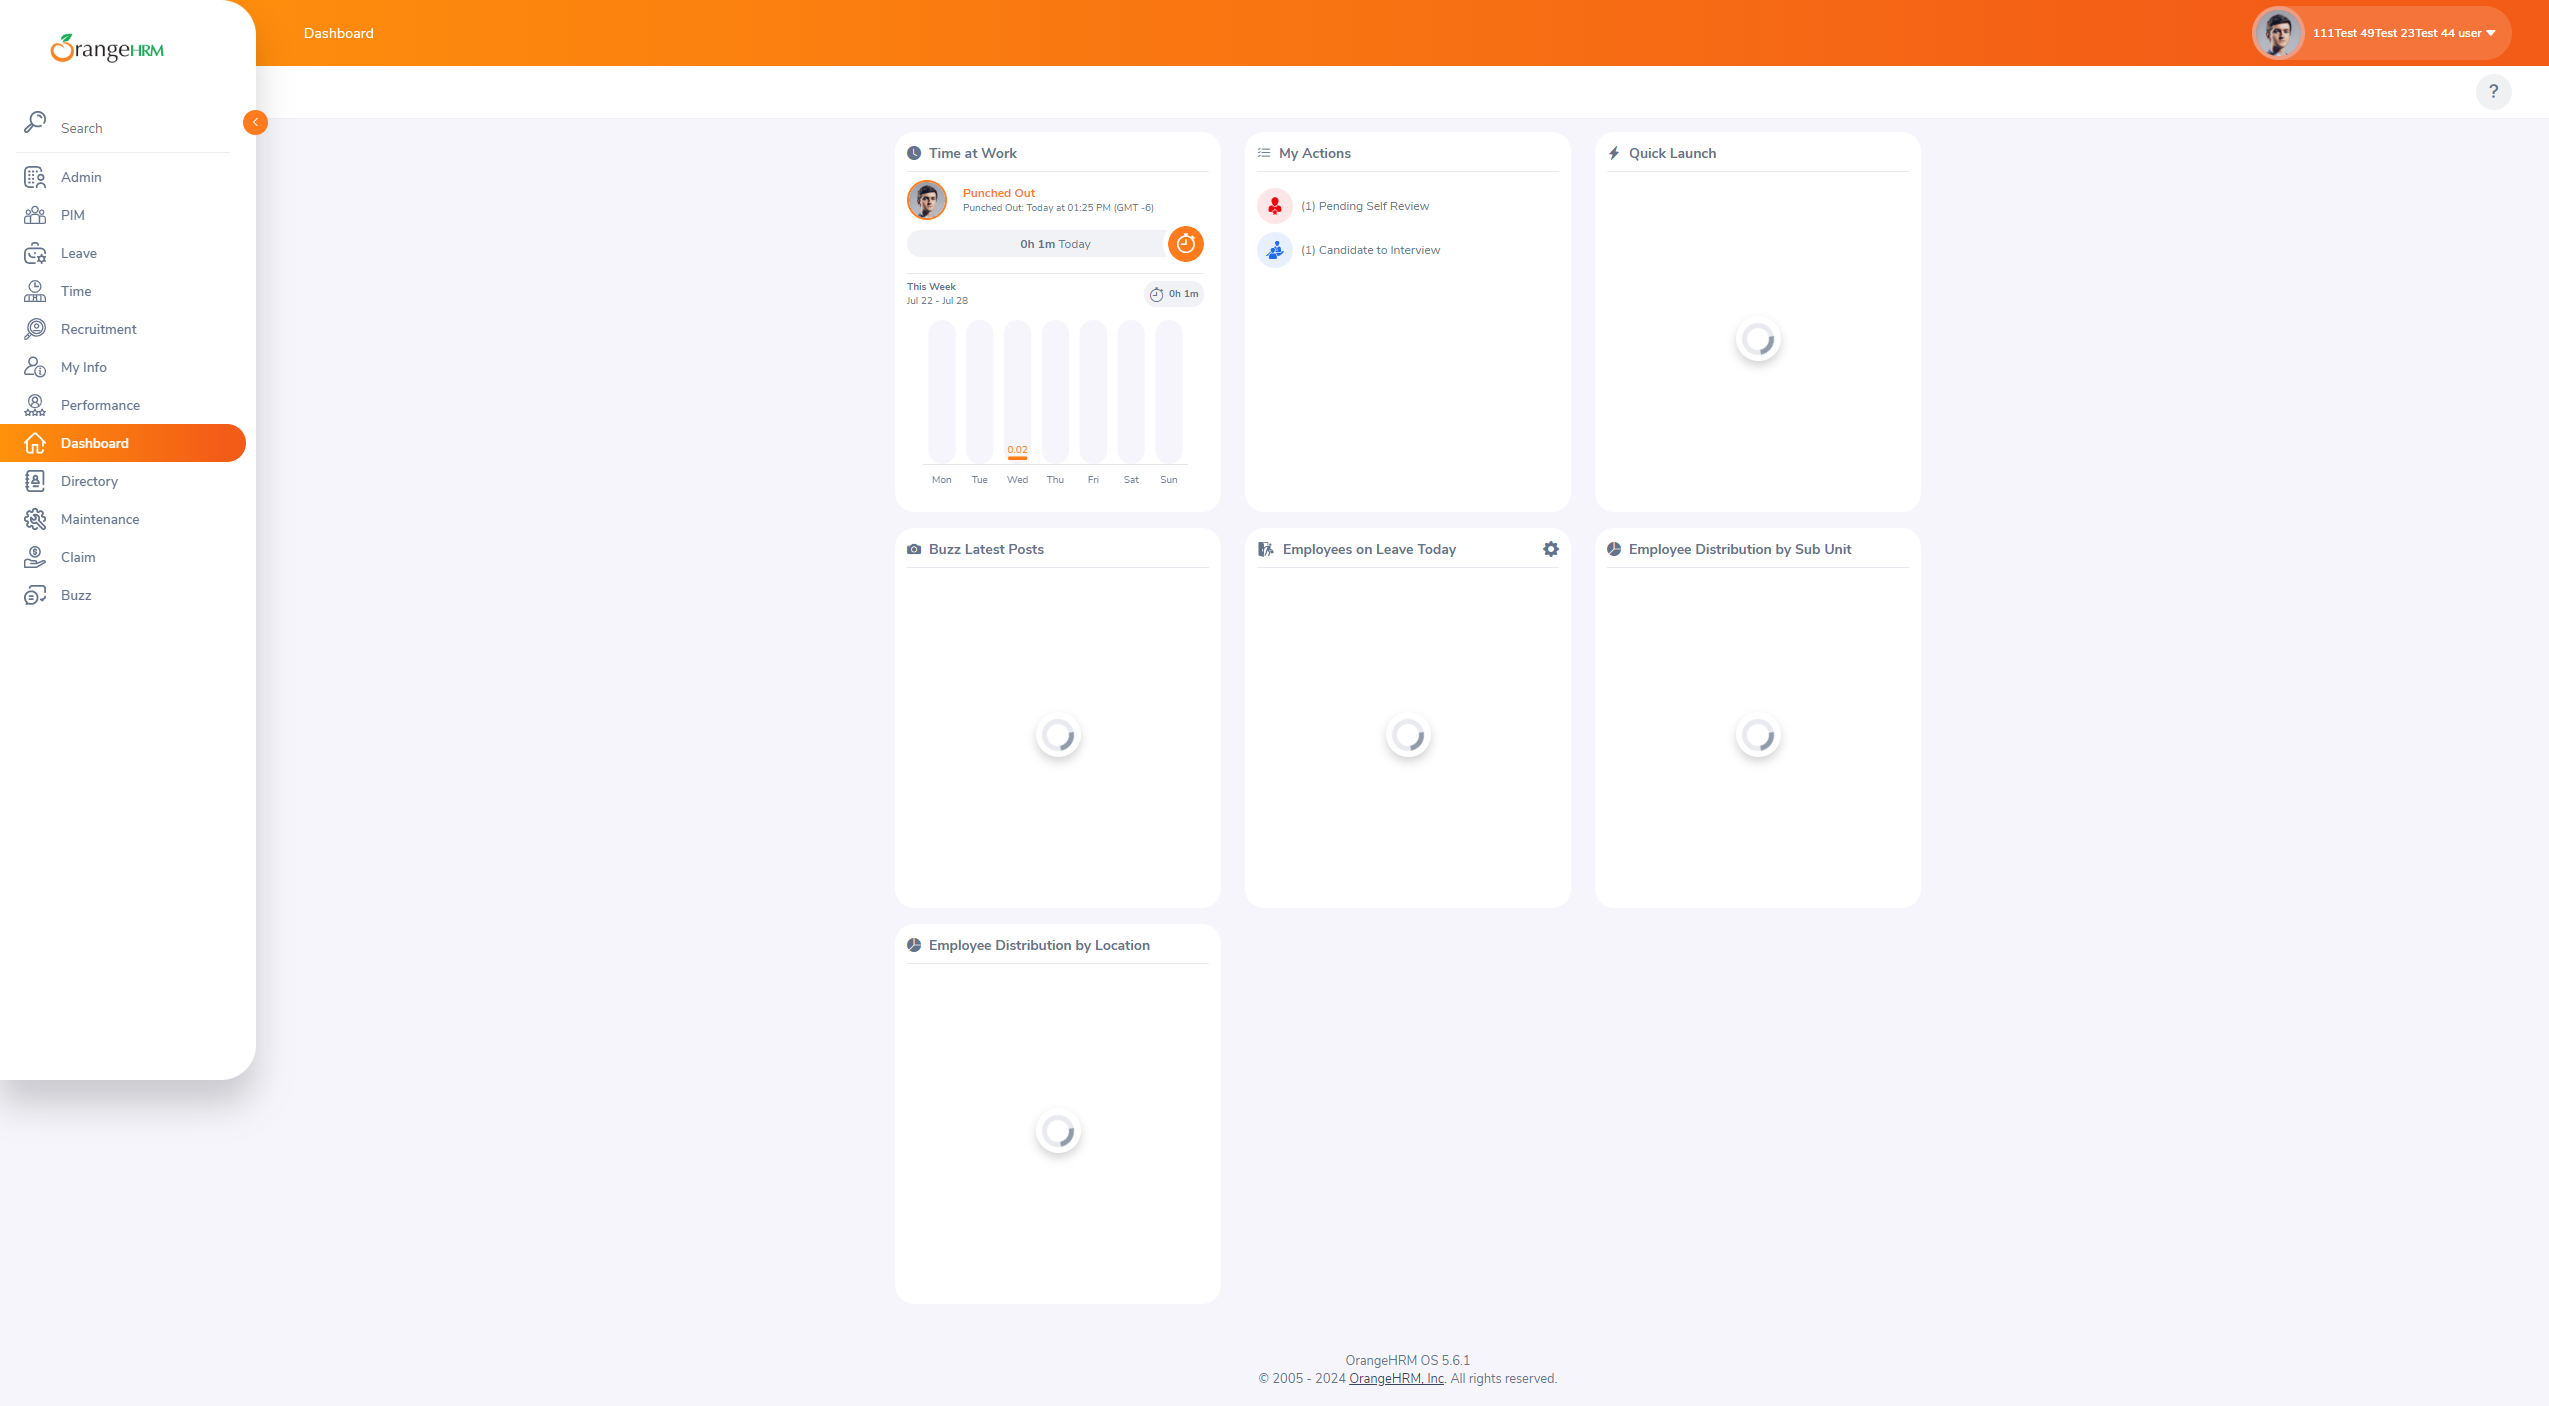 OrangeHRM
Dashboard
111Test 49Test 23Test 44 user
?
Search
Admin
PIM
Leave
Time
Recruitment
My Info
Performance
Dashboard
Directory
Maintenance
Claim
Buzz
Time at Work
Punched Out
Punched Out: Today at 01:25 PM (GMT -6)
0h 1m Today
This Week
Jul 22 - Jul 28
0h 1m
0.02
Mon Tue Wed Thu Fri Sat Sun
My Actions
(1) Pending Self Review
(1) Candidate to Interview
Quick Launch
Buzz Latest Posts
Employees on Leave Today
Employee Distribution by Sub Unit
Employee Distribution by Location
OrangeHRM OS 5.6.1
© 2005 - 2024 OrangeHRM, Inc. All rights reserved.